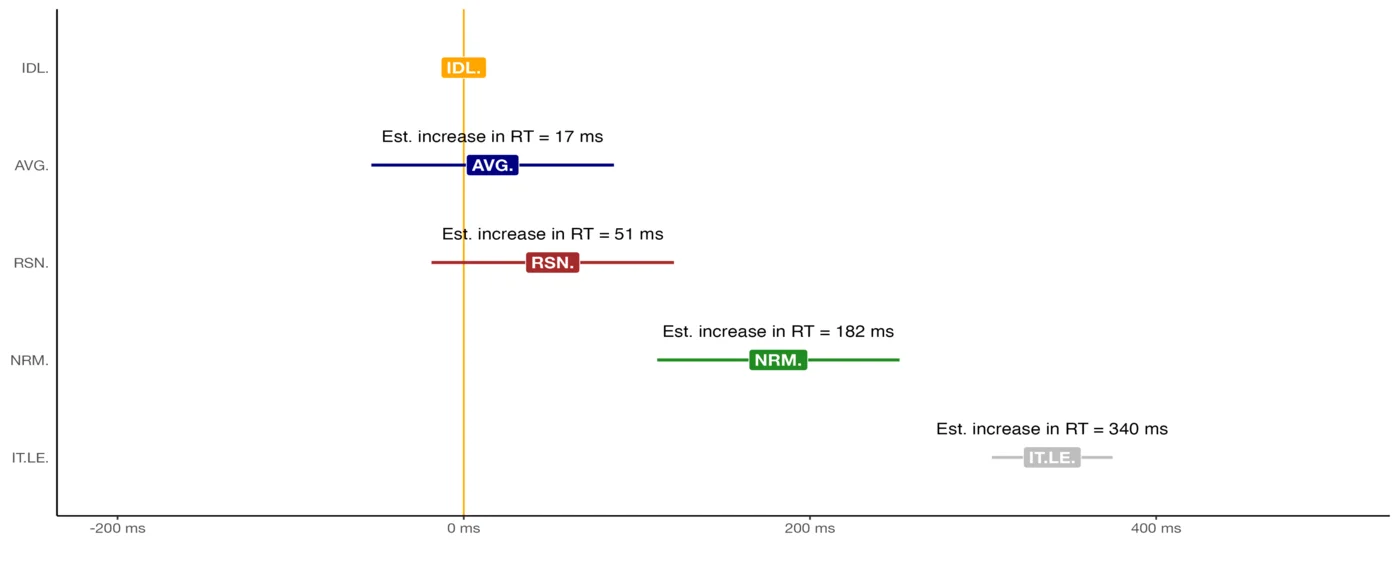 IDL. IDL.
Est. increase in RT = 17 ms
AVG. AVG.
Est. increase in RT = 51 ms
RSN. RSN.
Est. increase in RT = 182 ms
NRM. NRM.
Est. increase in RT = 340 ms
IT.LE. IT.LE.
-200 ms 0 ms 200 ms 400 ms